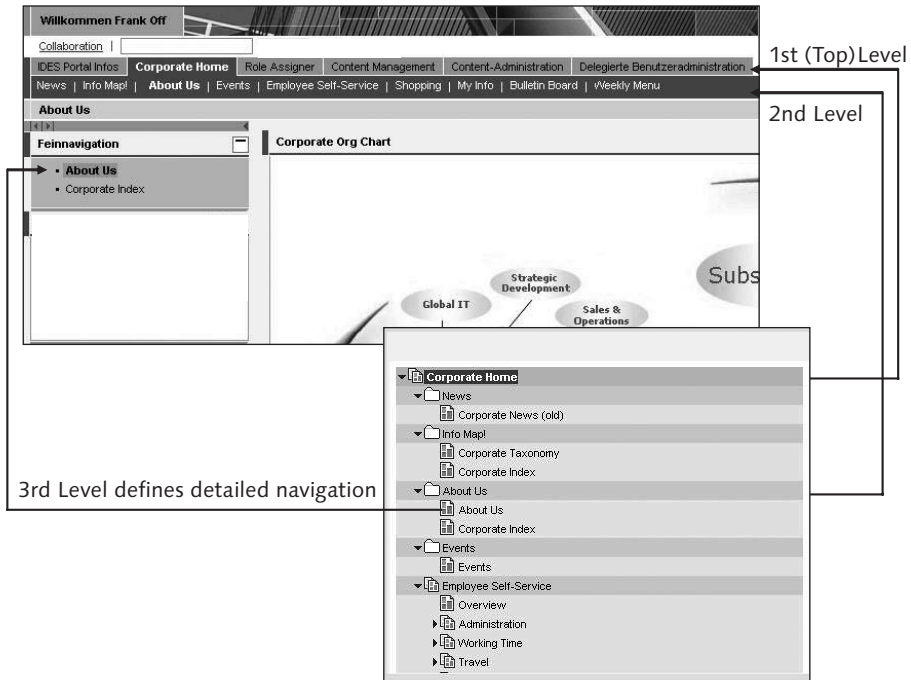 Willkommen Frank Off
Collaboration |
IDES Portal Infos Corporate Home Role Assigner Content Management Content-Administration Delegierte Benutzeradministration
1st (Top) Level
News | Info Map! | About Us | Events | Employee Self-Service | Shopping | My Info | Bulletin Board | Weekly Menu
2nd Level
About Us
Feinnavigation
Corporate Org Chart
About Us
Corporate Index
Subs
Strategic
Development
Global IT
Sales &
Operations
Corporate Home
News
Corporate News (old)
Info Map!
Corporate Taxonomy
Corporate Index
3rd Level defines detailed navigation
About Us
About Us
Corporate Index
Events
Events
Employee Self-Service
Overview
Administration
Working Time
Travel